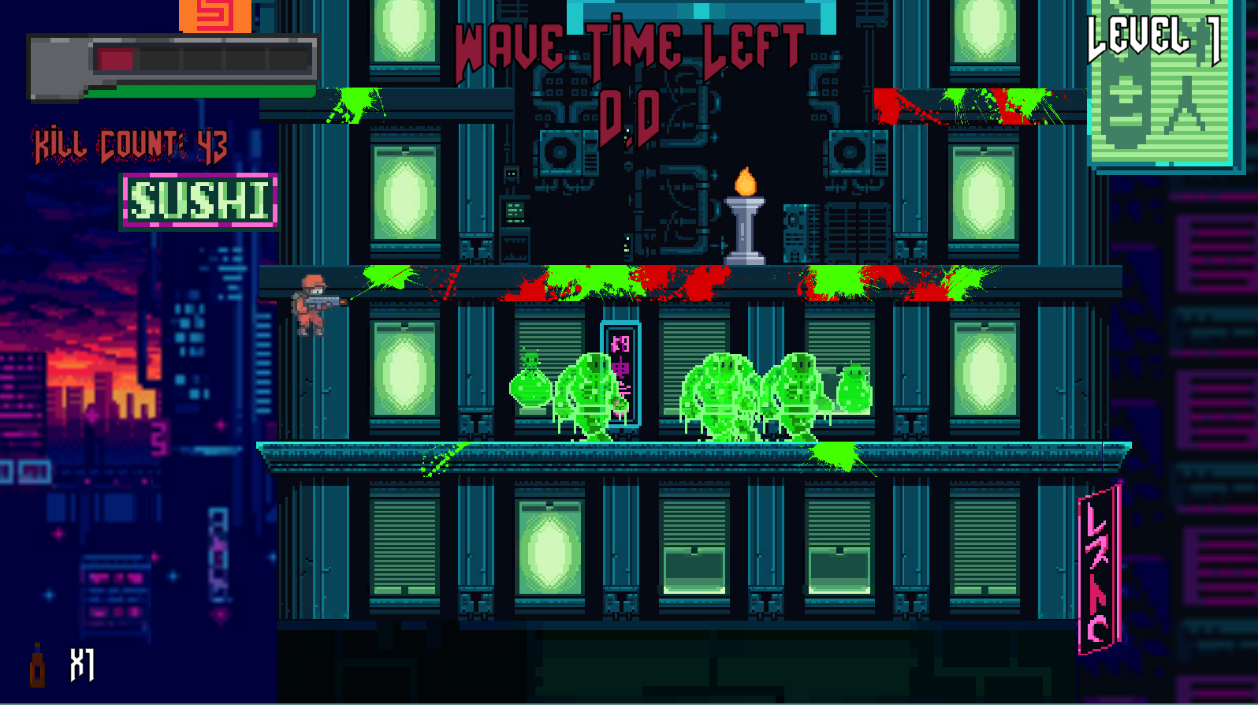 WAVE TIME LEFT
LEVEL 1
0,0
KILL COUNT: 43
SUSHI
X1